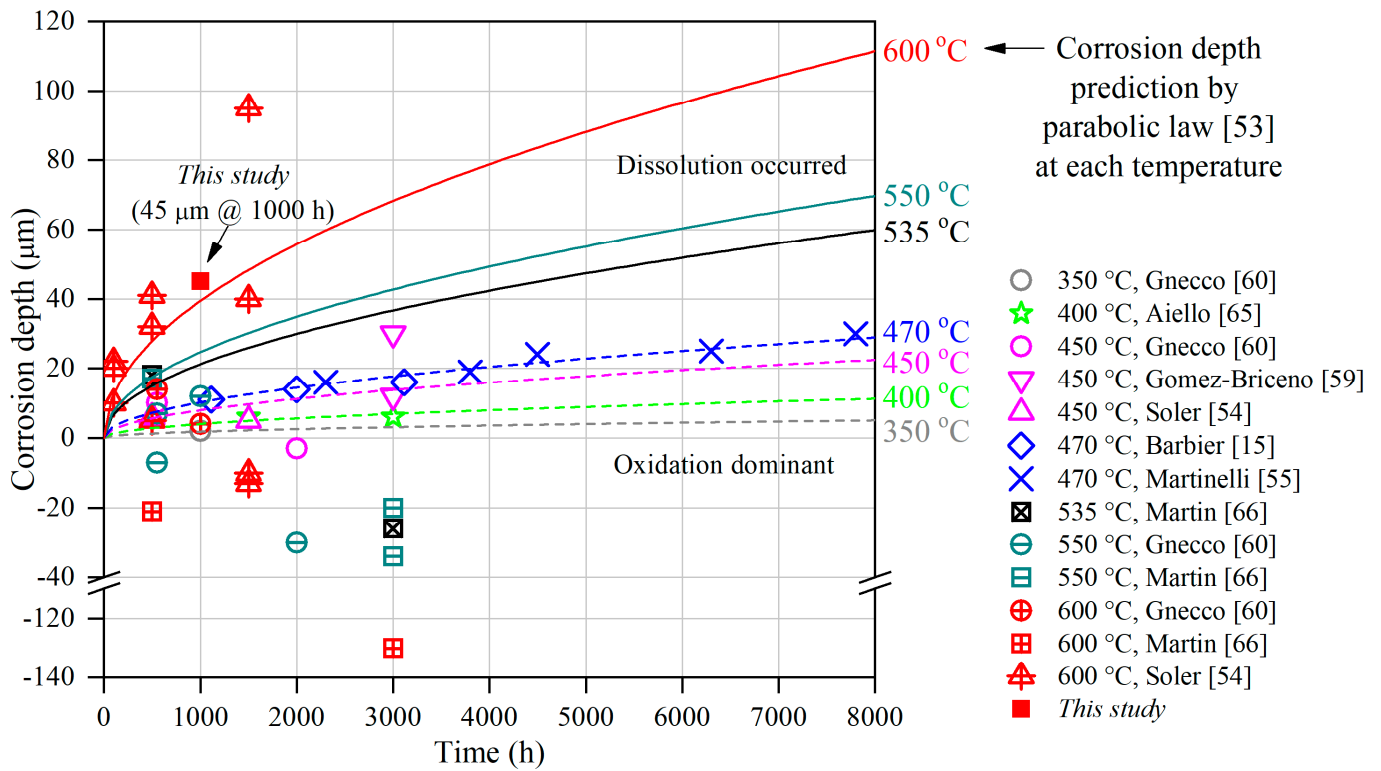 120
100
80
60
40
20
0
-20
-40
-120
-140
Corrosion depth (μm)
0 1000 2000 3000 4000 5000 6000 7000 8000
Time (h)
This study
(45 μm @ 1000 h)
Dissolution occurred
Oxidation dominant
600 °C
550 °C
535 °C
470 °C
450 °C
400 °C
350 °C
Corrosion depth
prediction by
parabolic law [53]
at each temperature
350 °C, Gnecco [60]
400 °C, Aiello [65]
450 °C, Gnecco [60]
450 °C, Gomez-Briceno [59]
450 °C, Soler [54]
470 °C, Barbier [15]
470 °C, Martinelli [55]
535 °C, Martin [66]
550 °C, Gnecco [60]
550 °C, Martin [66]
600 °C, Gnecco [60]
600 °C, Martin [66]
600 °C, Soler [54]
This study